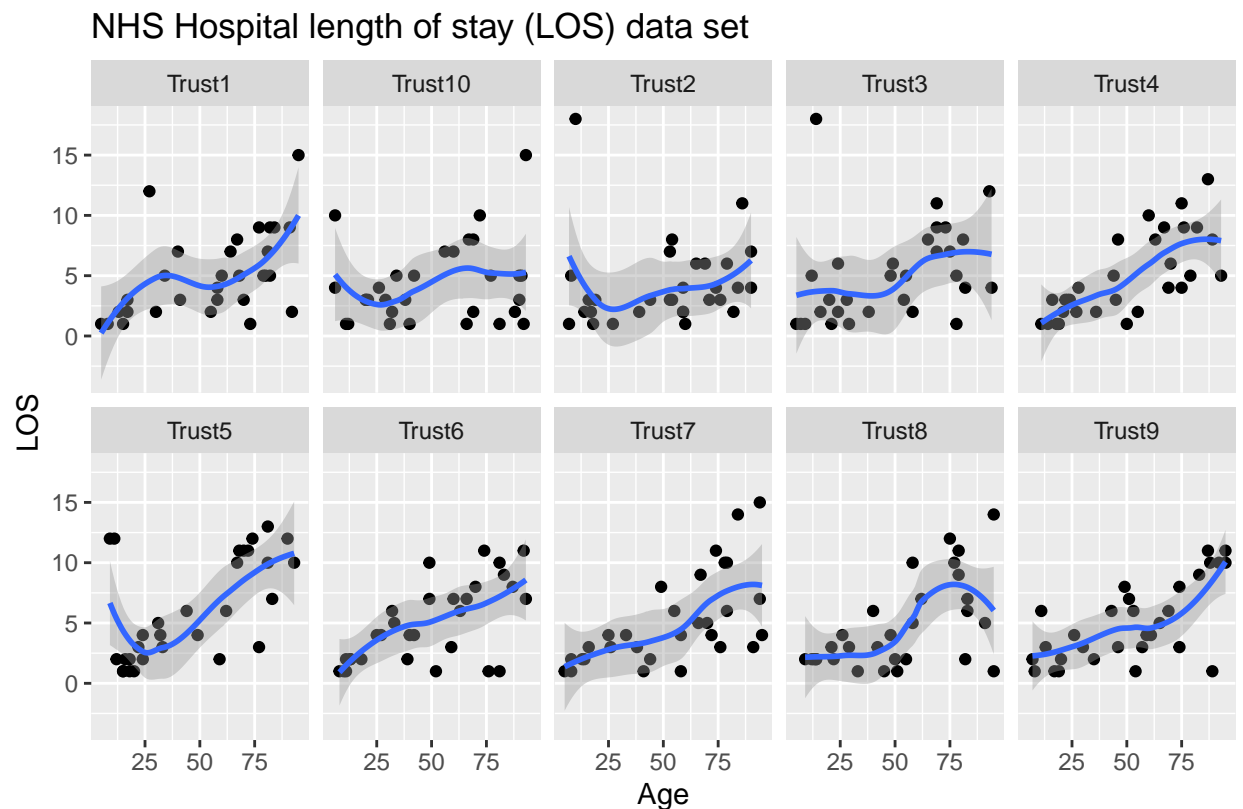 NHS Hospital length of stay (LOS) data set
Trust1 Trust10 Trust2 Trust3 Trust4
15
10
5
0
LOS
Trust5 Trust6 Trust7 Trust8 Trust9
15
10
5
0
25 50 75 25 50 75 25 50 75 25 50 75 25 50 75
Age